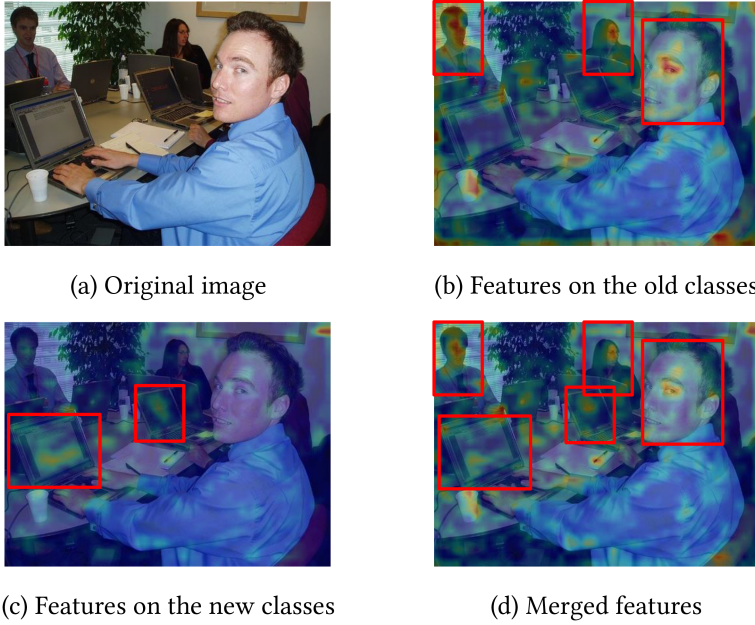 (a) Original image
(b) Features on the old classes
(c) Features on the new classes
(d) Merged features